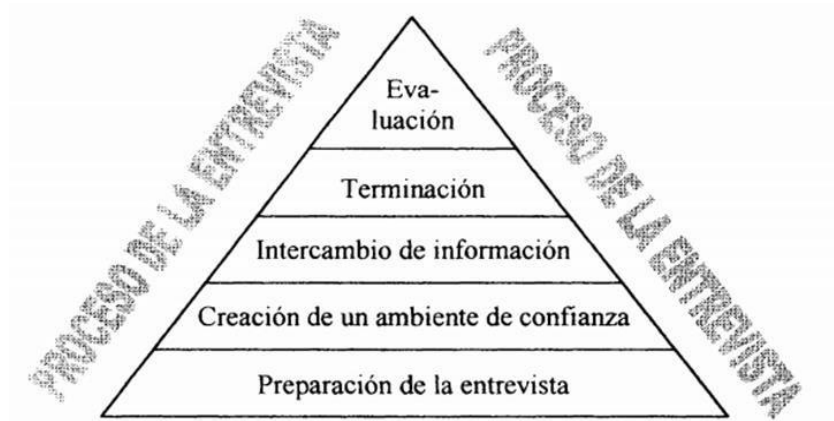 PROCESO DE LA ENTREVISTA
PROCESO DE LA ENTREVISTA
Eva-
luación
Terminación
Intercambio de información
Creación de un ambiente de confianza
Preparación de la entrevista